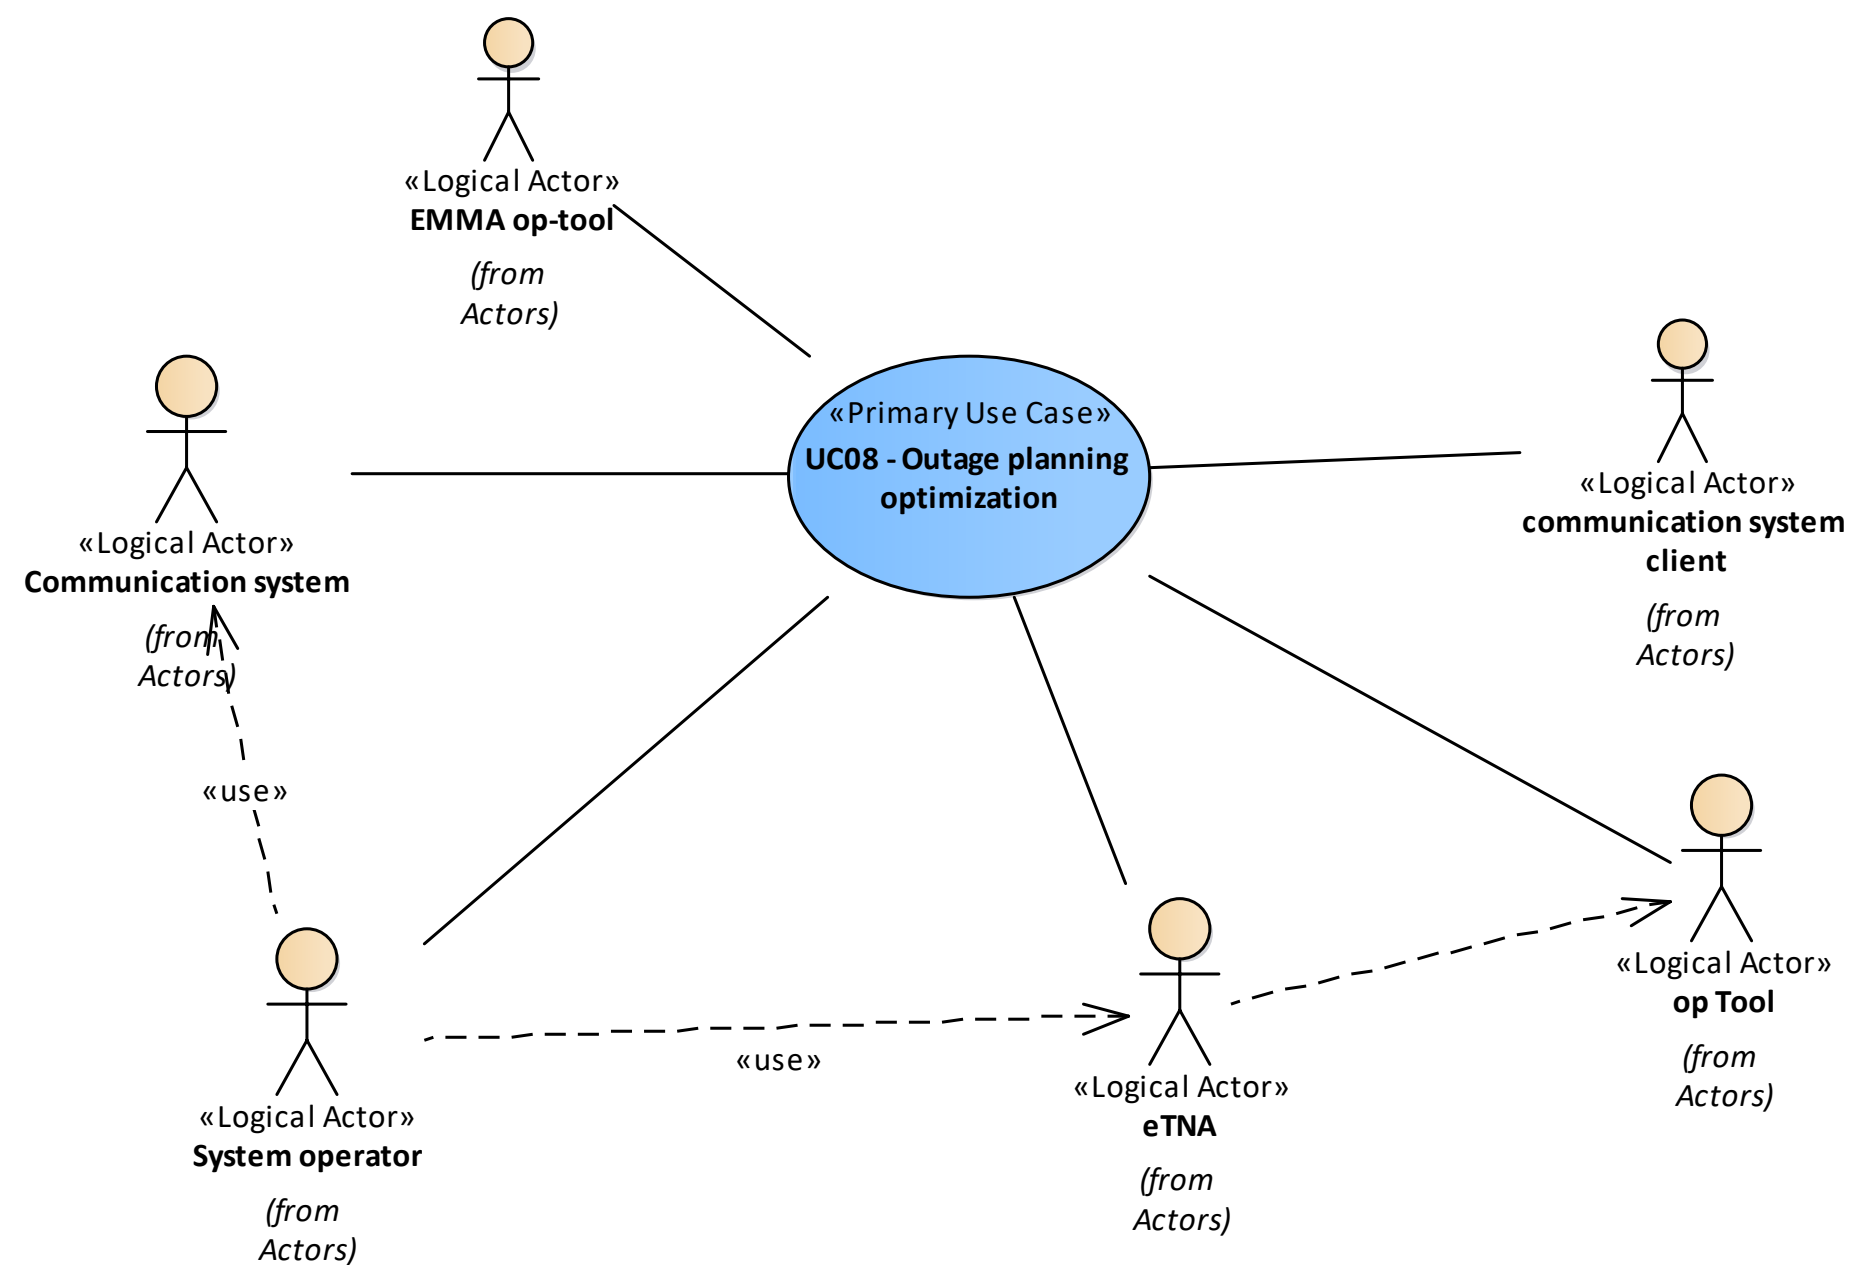 «Logical Actor»
EMMA op-tool
(from
Actors)
«Primary Use Case»
UC08 - Outage planning
optimization
«Logical Actor»
communication system
client
(from
Actors)
«Logical Actor»
Communication system
(from
Actors)
«use»
«Logical Actor»
op Tool
(from
Actors)
«use»
«Logical Actor»
eTNA
(from
Actors)
«Logical Actor»
System operator
(from
Actors)